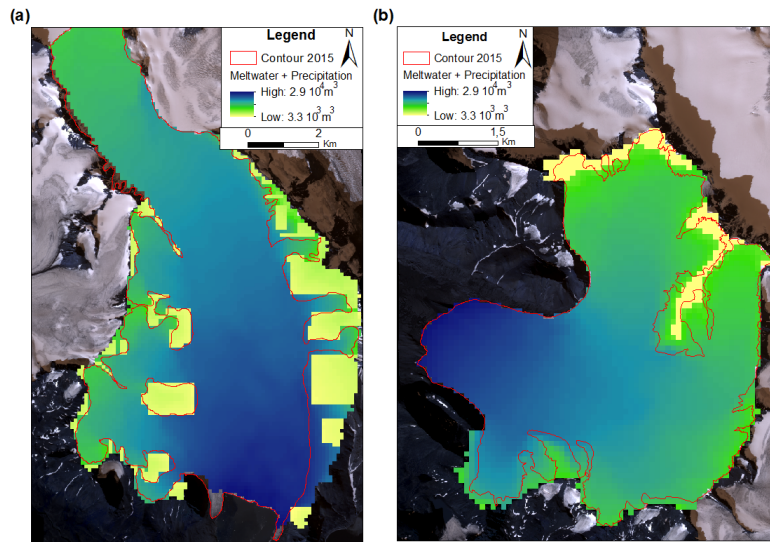 (a)
Legend
N
Contour 2015
Meltwater + Precipitation
High: 2.9 10⁴m³
Low: 3.3 10³m³
0 2
Km
(b)
Legend
N
Contour 2015
Meltwater + Precipitation
High: 2.9 10⁴m³
Low: 3.3 10³m³
0 1,5
Km